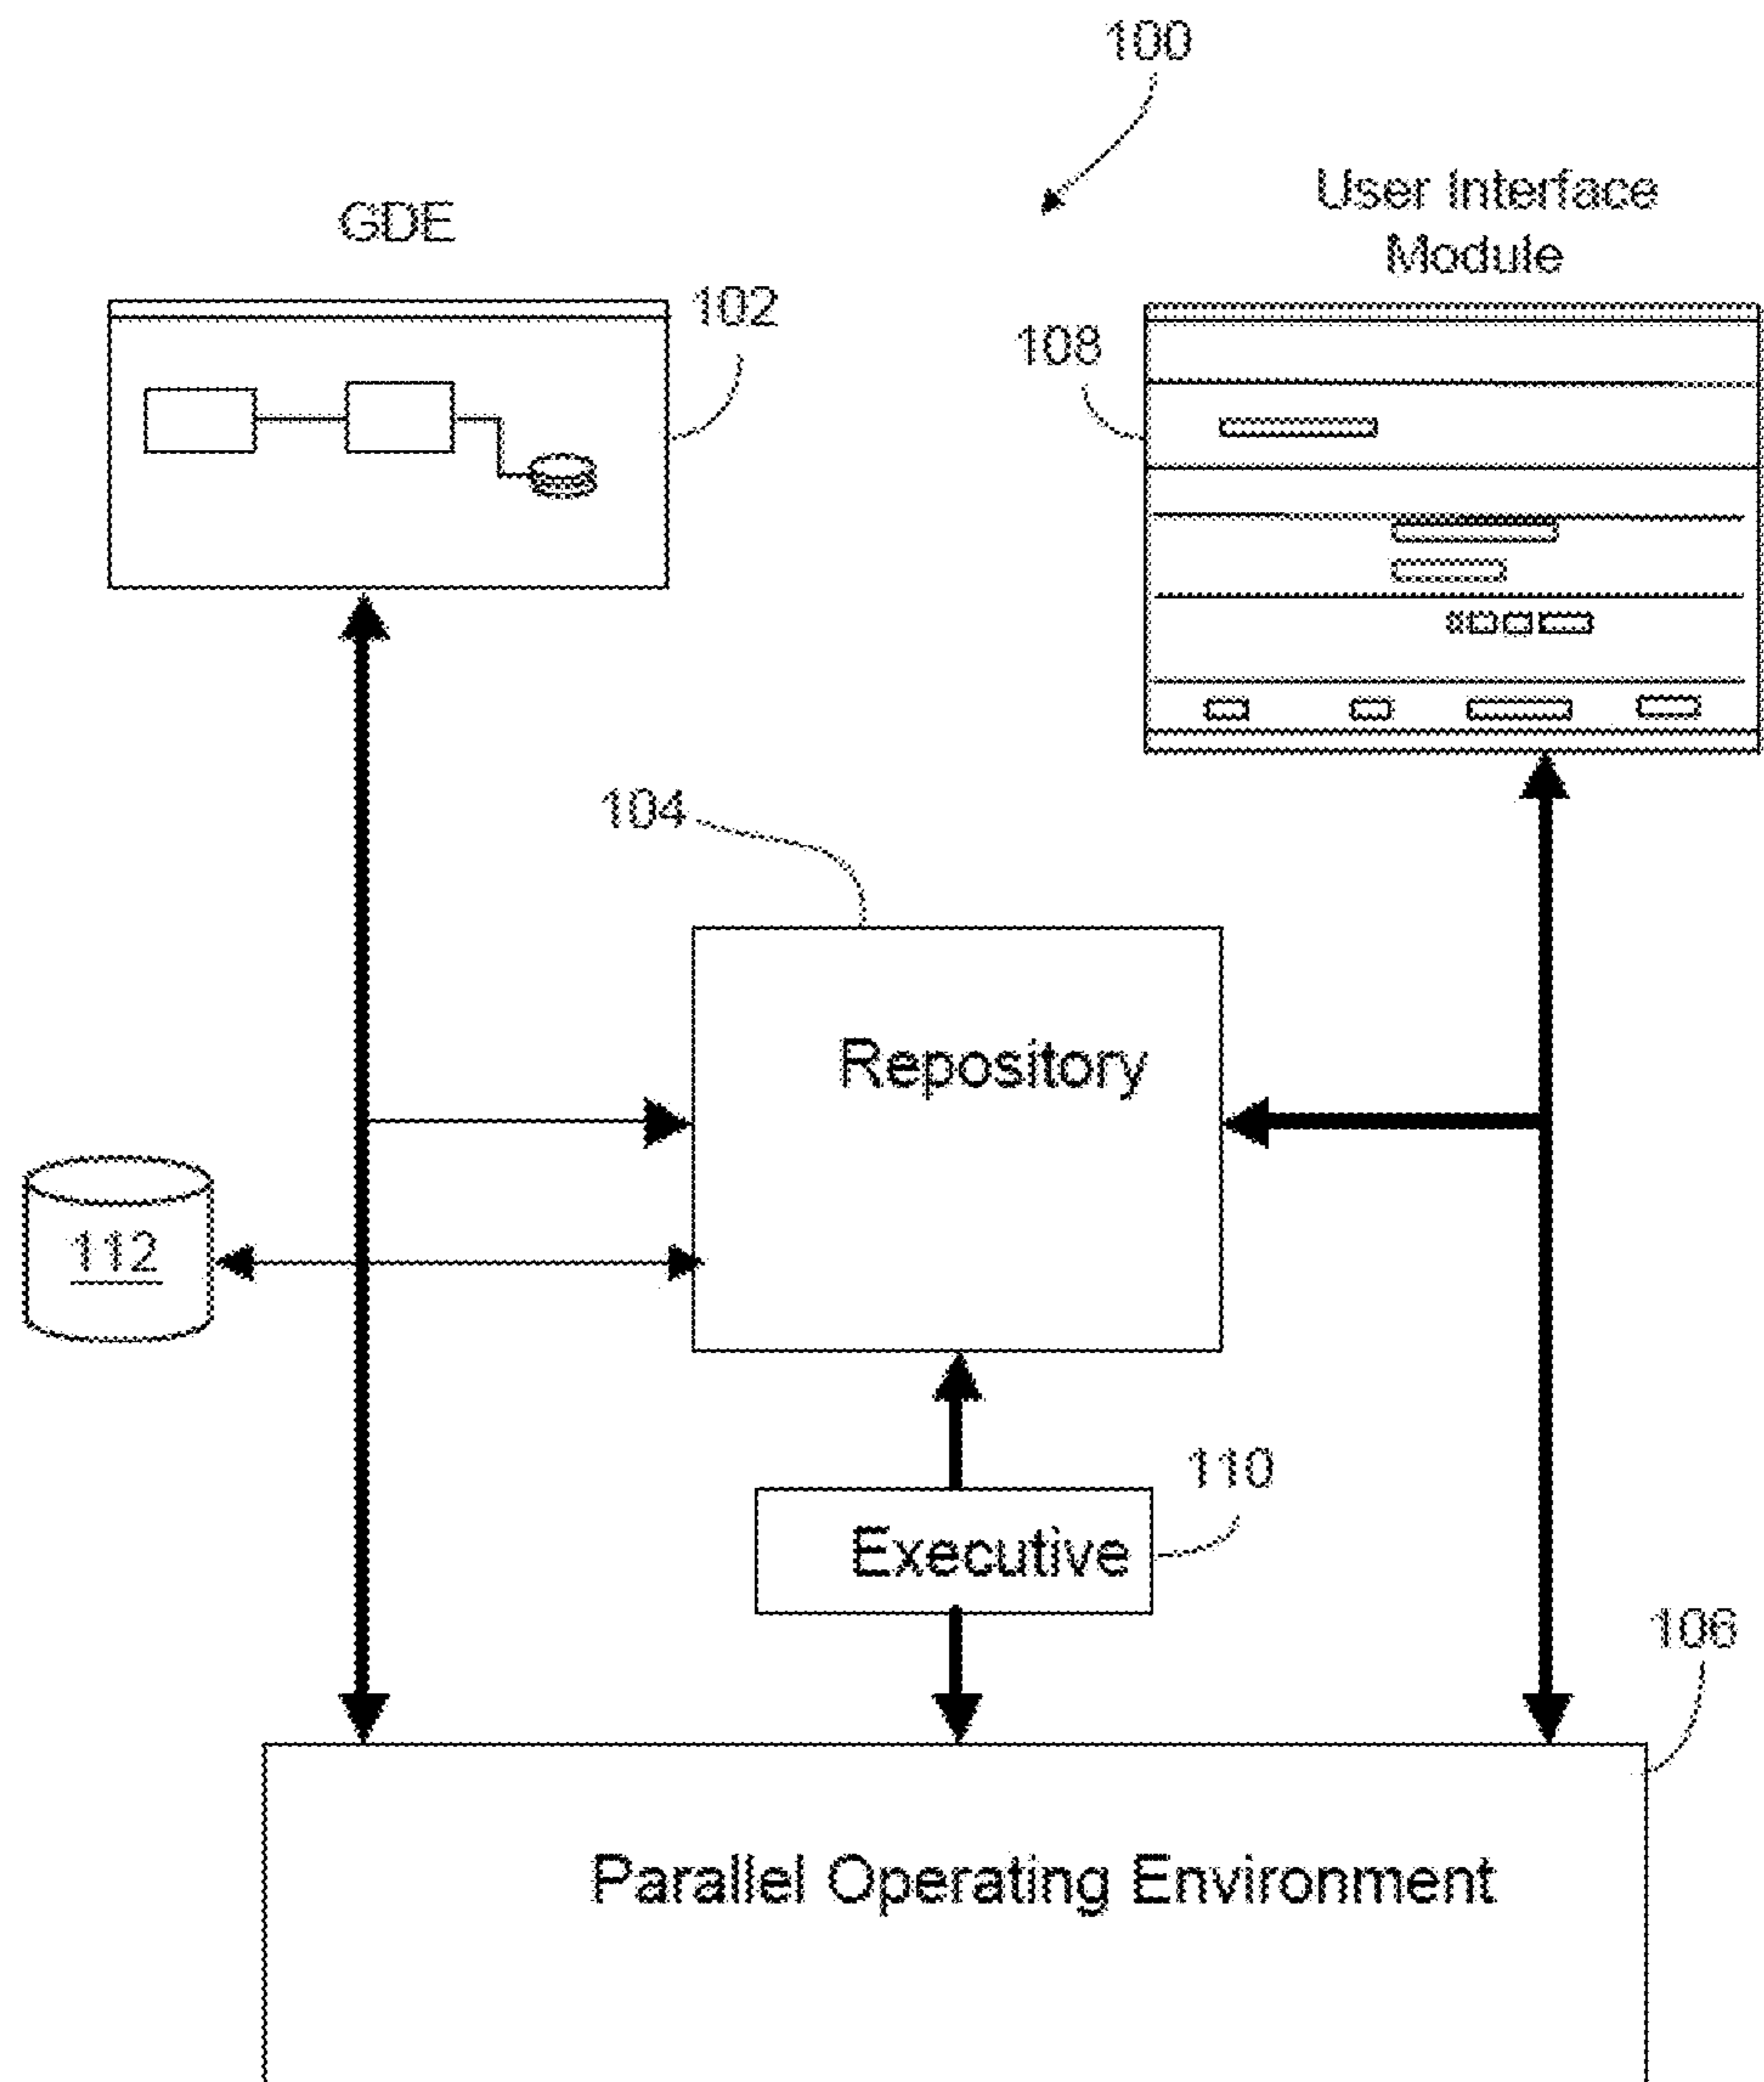 100
GDE
User Interface
Module
102
108
104
Repository
112
110
Executive
106
Parallel Operating Environment